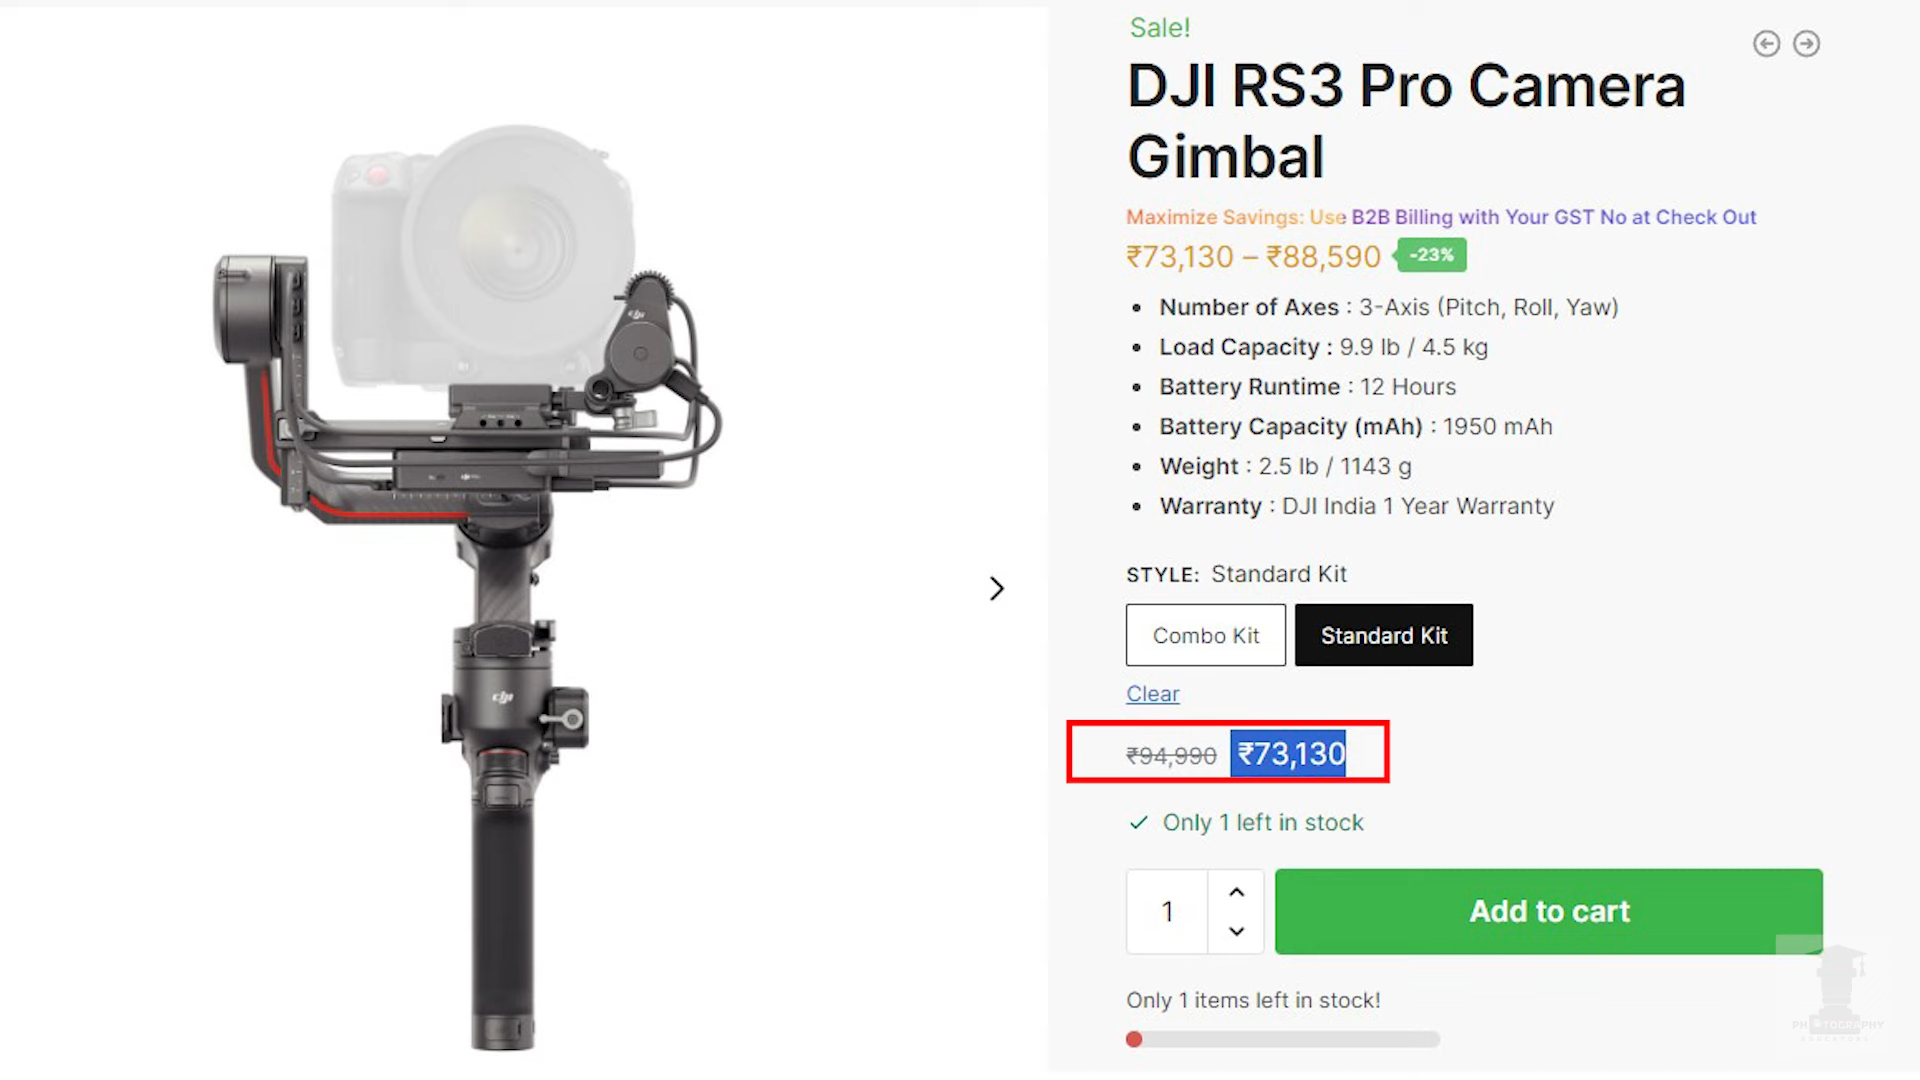 Sale!
DJI RS3 Pro Camera
Gimbal
Maximize Savings: Use B2B Billing with Your GST No at Check Out
₹73,130 – ₹88,590 -23%
• Number of Axes : 3-Axis (Pitch, Roll, Yaw)
• Load Capacity : 9.9 lb / 4.5 kg
• Battery Runtime : 12 Hours
• Battery Capacity (mAh) : 1950 mAh
• Weight : 2.5 lb / 1143 g
• Warranty : DJI India 1 Year Warranty
STYLE: Standard Kit
Combo Kit Standard Kit
Clear
₹94,990 ₹73,130
Only 1 left in stock
1 Add to cart
Only 1 items left in stock!
dji
dji
PHOTOGRAPHY
EDUCATORS